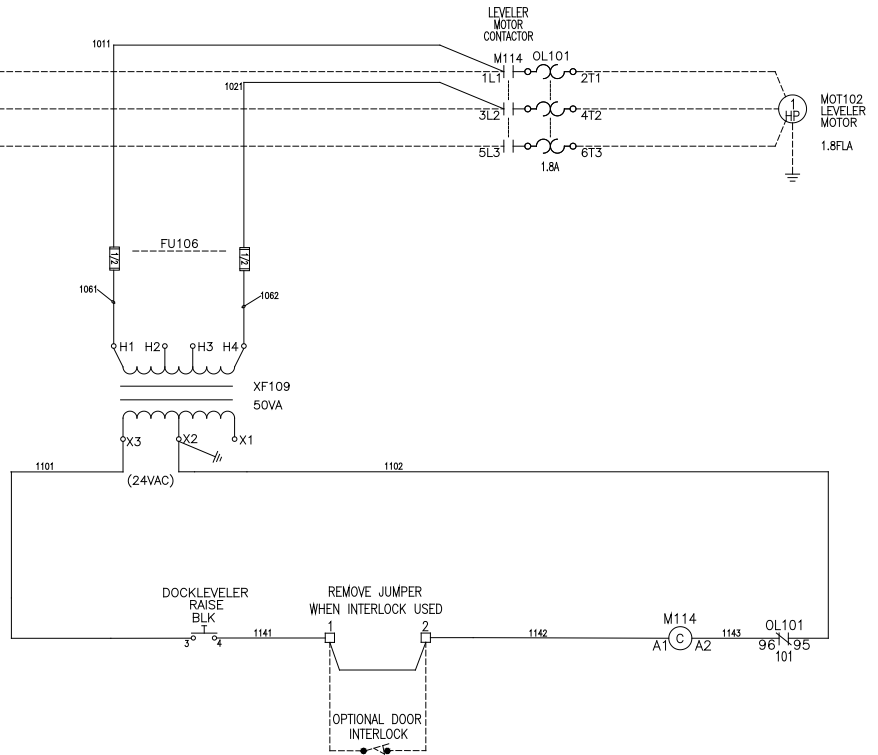 LEVELER
MOTOR
CONTACTOR
1011
M114
OL101
1L1
2T1
1021
3L2
4T2
1
HP
MOT102
LEVELER
MOTOR
1.8FLA
5L3
6T3
1.8A
FU106
1/2
1/2
1061
1062
H1
H2
H3
H4
XF109
50VA
X3
X2
X1
1101
1102
(24VAC)
DOCKLEVELER
RAISE
BLK
REMOVE JUMPER
WHEN INTERLOCK USED
3
4
1141
1
2
1142
M114
A1
C
A2
1143
OL101
96
95
101
OPTIONAL DOOR
INTERLOCK